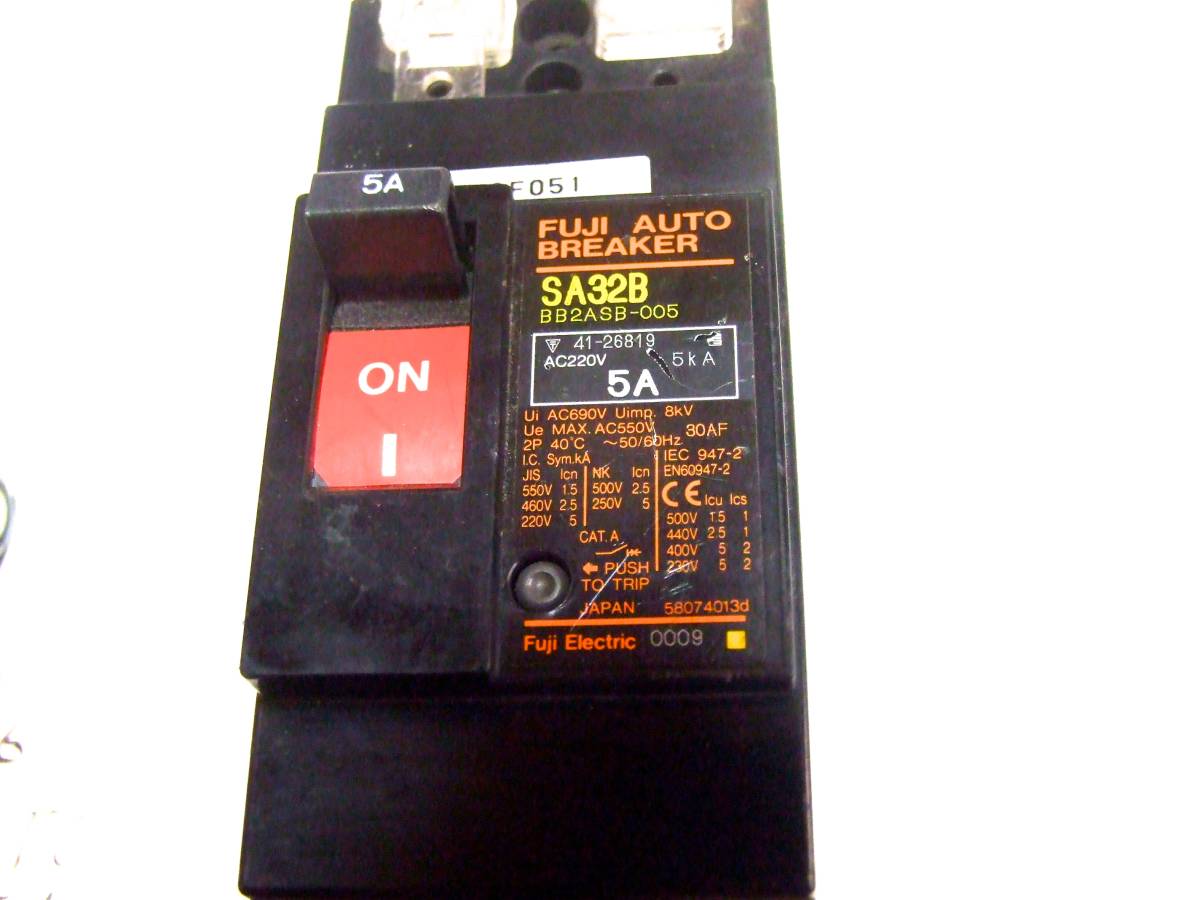 5A
F051
ON
I
FUJI AUTO
BREAKER
SA32B
BB2ASB-005
41-26819
AC220V 5kA
5A
Ui AC690V Uimp. 8kV
Ue MAX. AC550V 30AF
2P 40°C ~50/60Hz
I.C. Sym.kA
JIS Icn
550V 1.5
460V 2.5
220V 5
NK Icn
500V 2.5
250V 5
IEC 947-2
EN60947-2
CE Icu Ics
500V 1.5 1
440V 2.5 1
400V 5 2
230V 5 2
CAT. A
PUSH
TO TRIP
JAPAN 58074013d
Fuji Electric 0009